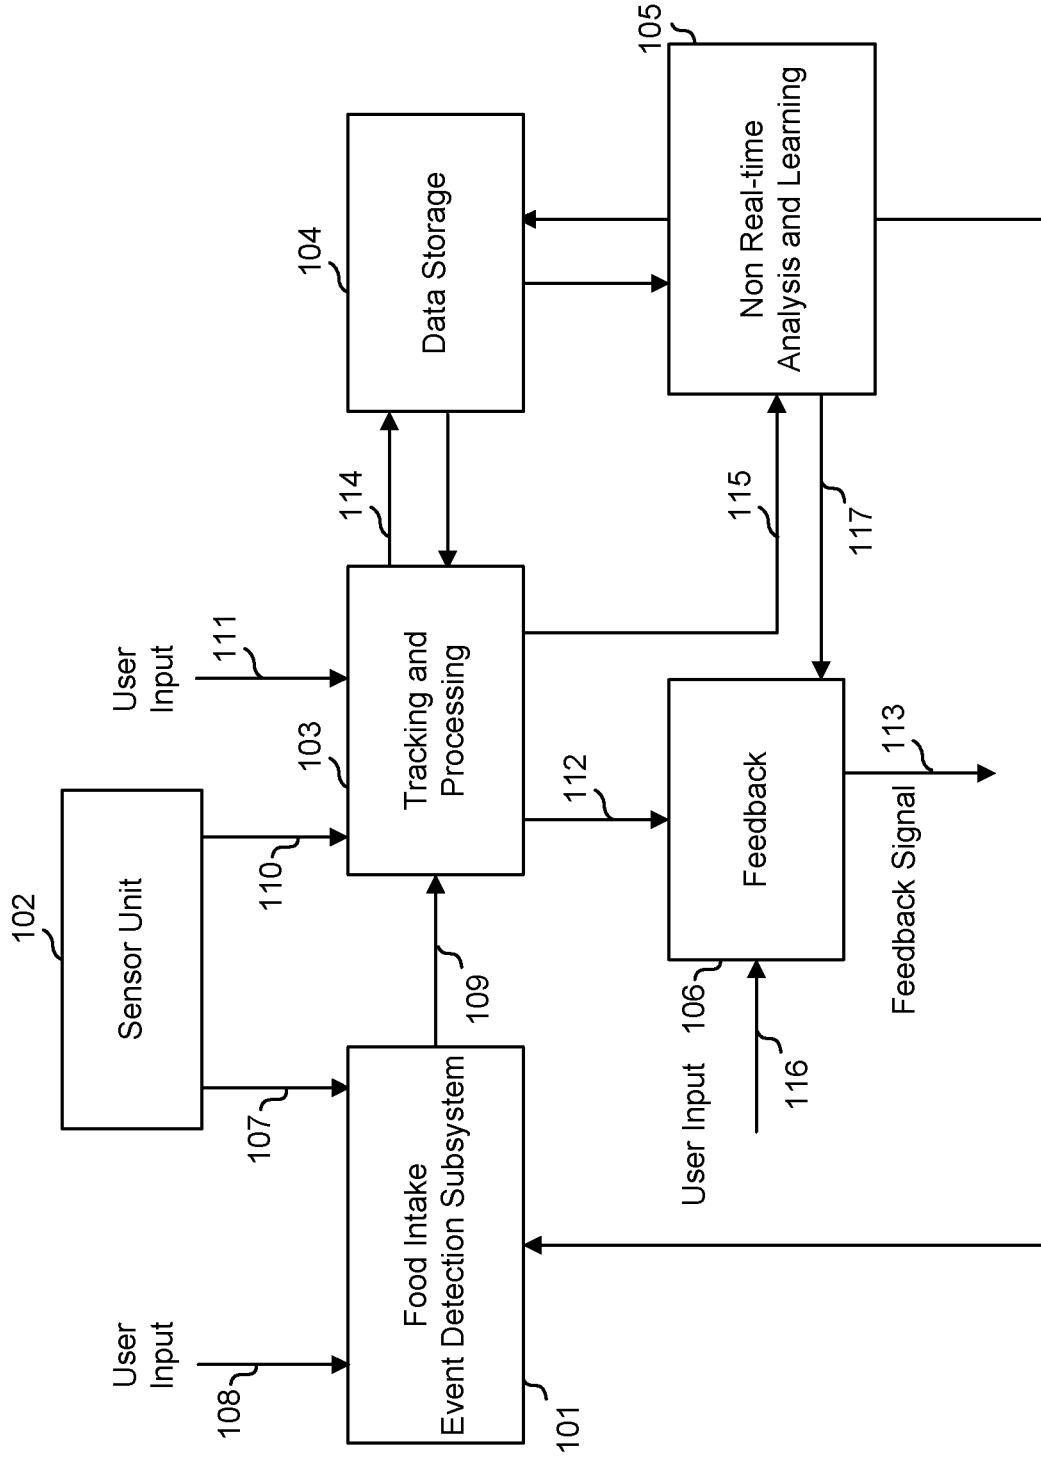 102
Sensor Unit
User
Input
108
107
110
User
Input
111
103
104
Food Intake
Event Detection Subsystem
101
109
Tracking and
Processing
114
Data Storage
112
115
105
Non Real-time
Analysis and Learning
117
User Input
106
116
Feedback
Feedback Signal
113